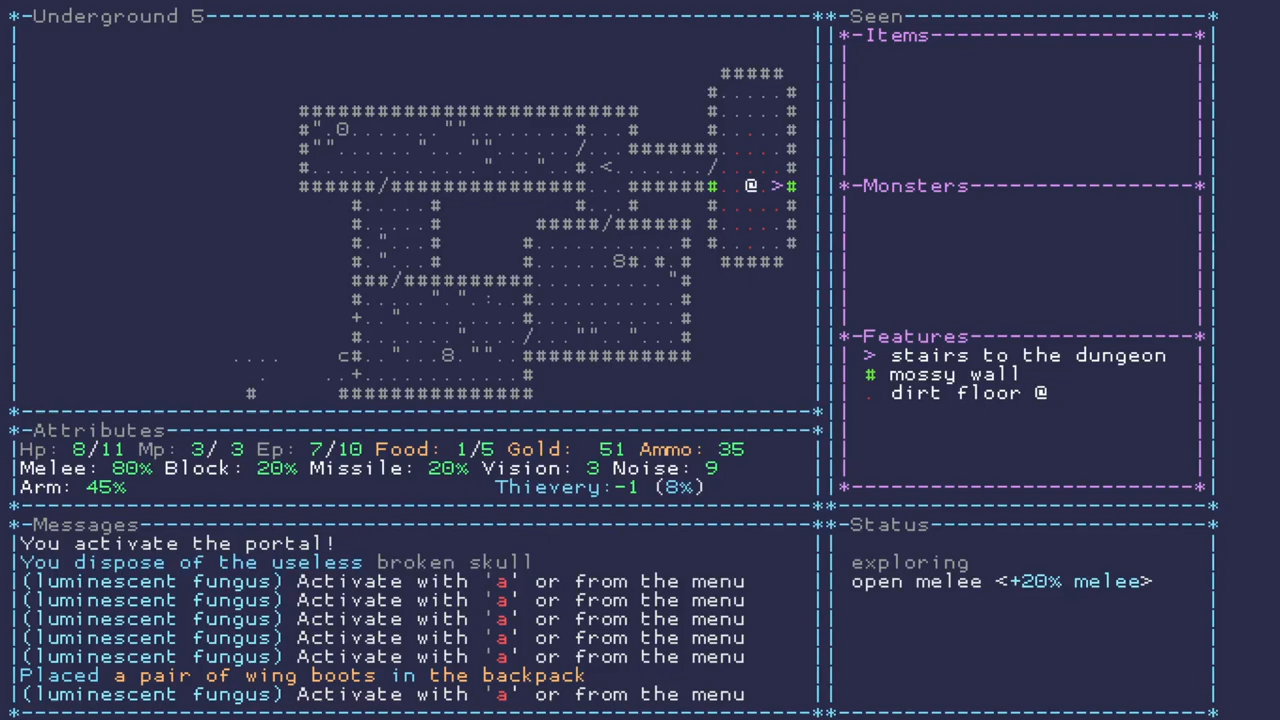 Underground 5
Seen
Items
#####
#.....#
######################### #.....#
#".0.......""........#...# #.....#
#""......."...""......./...####### .....#
#............."..."..#.<......./.....#
######/###############...#######..@.>#
#.....# #...# #.....#
#.....# #####/###### #.....#
#."...# #...........# #.....#
#."...# #......8#.#.# #####
###/##########.........."#
#....."."..:..#...........#
+.."..........#..........#
#......."..../...""..."..#
.... c#.."...8.""..#############
. ..+............#
# ###############
Monsters
Features
> stairs to the dungeon
# mossy wall
. dirt floor @
Attributes
Hp: 8/11 Mp: 3/ 3 Ep: 7/10 Food: 1/5 Gold: 51 Ammo: 35
Melee: 80% Block: 20% Missile: 20% Vision: 3 Noise: 9
Arm: 45% Thievery:-1 (8%)
Messages
You activate the portal!
You dispose of the useless broken skull
(luminescent fungus) Activate with 'a' or from the menu
(luminescent fungus) Activate with 'a' or from the menu
(luminescent fungus) Activate with 'a' or from the menu
(luminescent fungus) Activate with 'a' or from the menu
(luminescent fungus) Activate with 'a' or from the menu
Placed a pair of wing boots in the backpack
(luminescent fungus) Activate with 'a' or from the menu
Status
exploring
open melee <+20% melee>